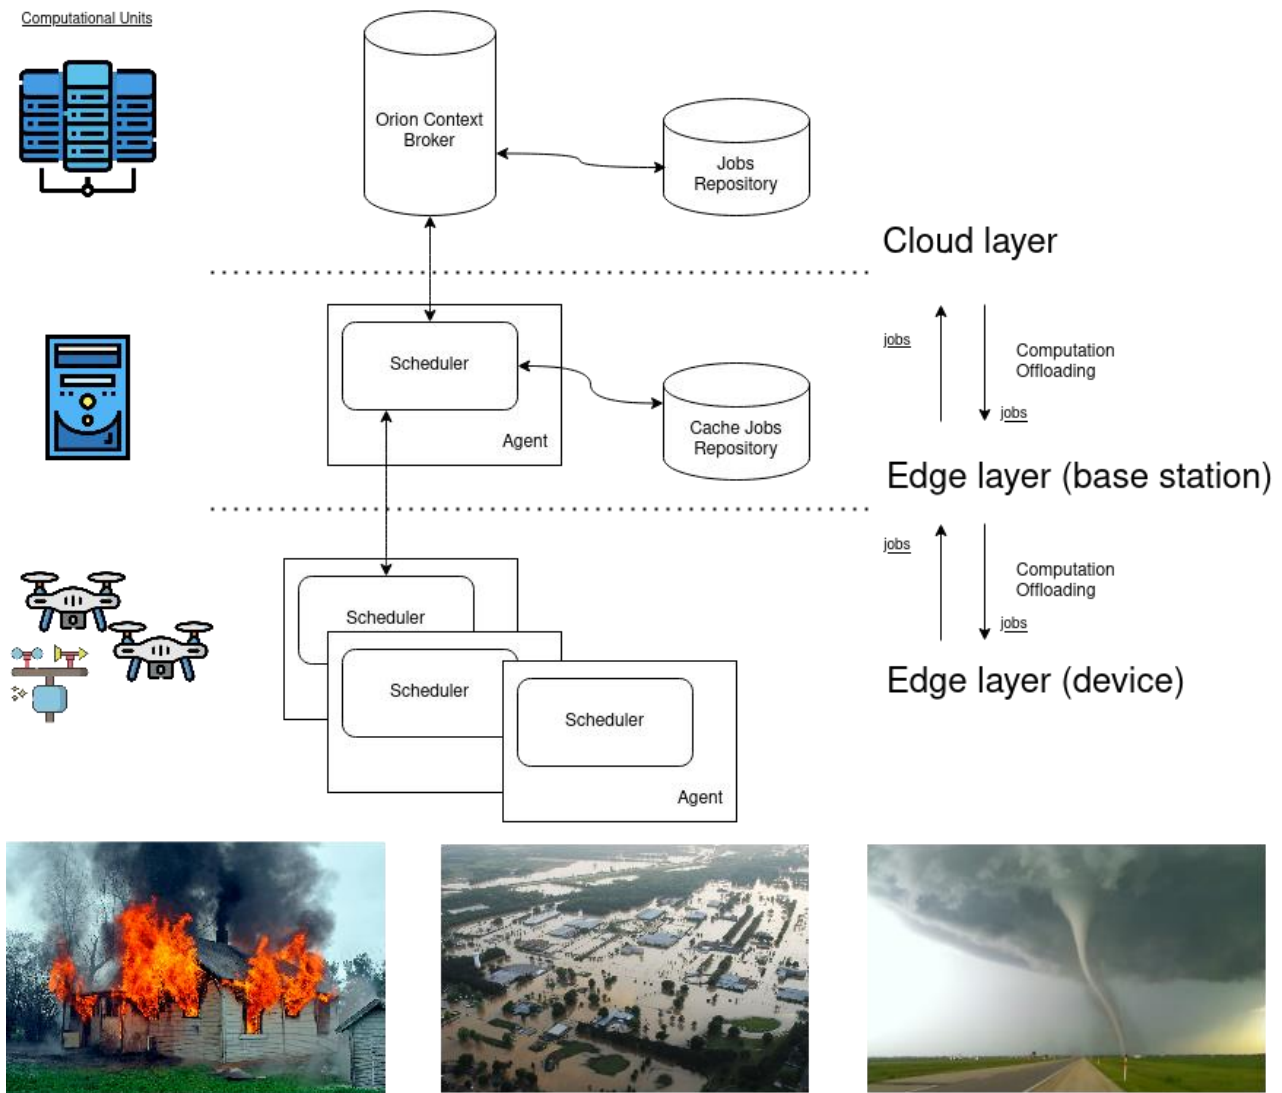 Computational Units
Orion Context
Broker
Jobs
Repository
Cloud layer
Scheduler
Agent
Cache Jobs
Repository
jobs
Computation
Offloading
jobs
Edge layer (base station)
jobs
Computation
Offloading
jobs
Scheduler
Scheduler
Scheduler
Agent
Edge layer (device)